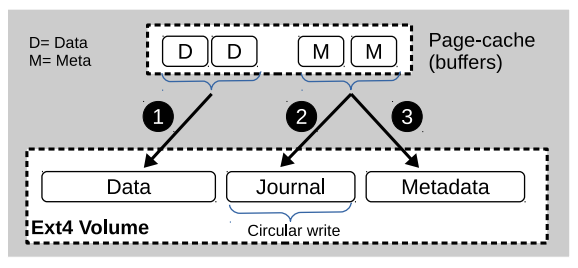 D= Data
M= Meta
D D M M
Page-cache
(buffers)
1 2 3
Data Journal Metadata
Ext4 Volume
Circular write